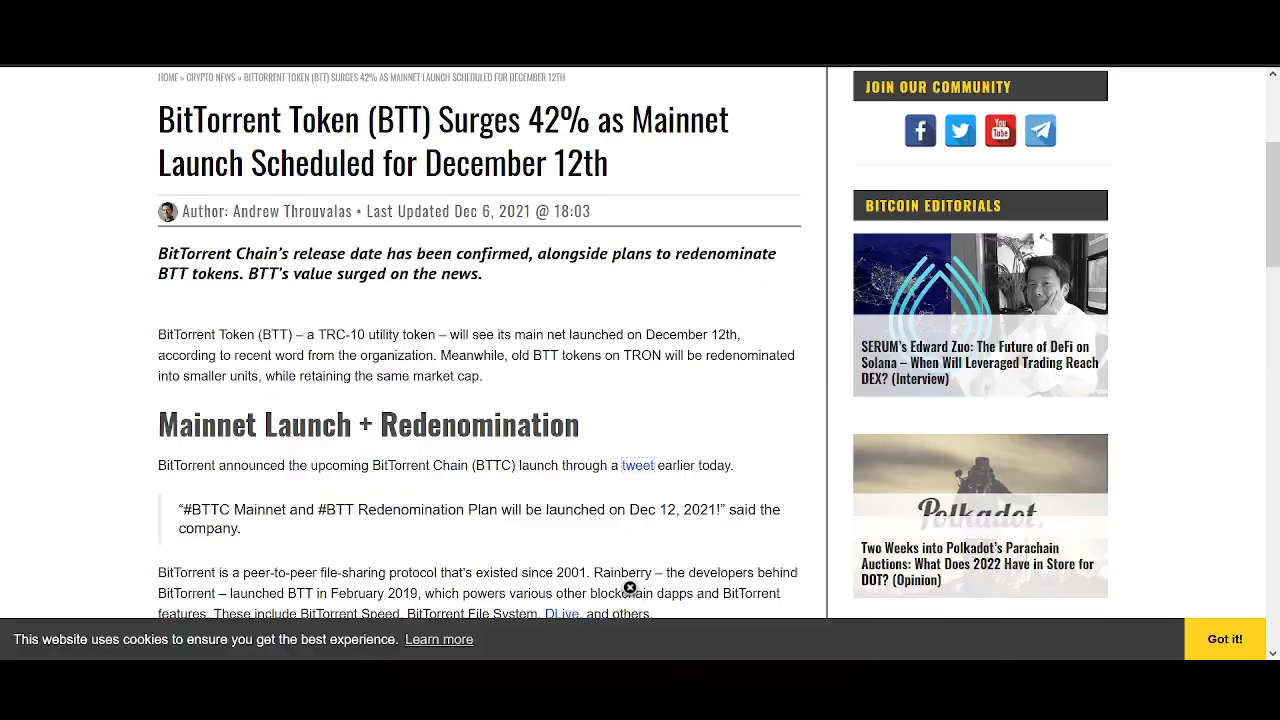 HOME » CRYPTO NEWS » BITTORRENT TOKEN (BTT) SURGES 42% AS MAINNET LAUNCH SCHEDULED FOR DECEMBER 12TH
BitTorrent Token (BTT) Surges 42% as Mainnet
Launch Scheduled for December 12th
Author: Andrew Throuvalas • Last Updated Dec 6, 2021 @ 18:03
BitTorrent Chain’s release date has been confirmed, alongside plans to redenominate
BTT tokens. BTT’s value surged on the news.
BitTorrent Token (BTT) – a TRC-10 utility token – will see its main net launched on December 12th,
according to recent word from the organization. Meanwhile, old BTT tokens on TRON will be redenominated
into smaller units, while retaining the same market cap.
Mainnet Launch + Redenomination
BitTorrent announced the upcoming BitTorrent Chain (BTTC) launch through a tweet earlier today.
“#BTTC Mainnet and #BTT Redenomination Plan will be launched on Dec 12, 2021!” said the
company.
BitTorrent is a peer-to-peer file-sharing protocol that’s existed since 2001. Rainberry – the developers behind
BitTorrent – launched BTT in February 2019, which powers various other blockchain dapps and BitTorrent
features. These include BitTorrent Speed, BitTorrent File System, DLive, and others.
JOIN OUR COMMUNITY
You
Tube
BITCOIN EDITORIALS
SERUM’s Edward Zuo: The Future of DeFi on
Solana – When Will Leveraged Trading Reach
DEX? (Interview)
Polkadot.
Two Weeks into Polkadot’s Parachain
Auctions: What Does 2022 Have in Store for
DOT? (Opinion)
This website uses cookies to ensure you get the best experience. Learn more
Got it!